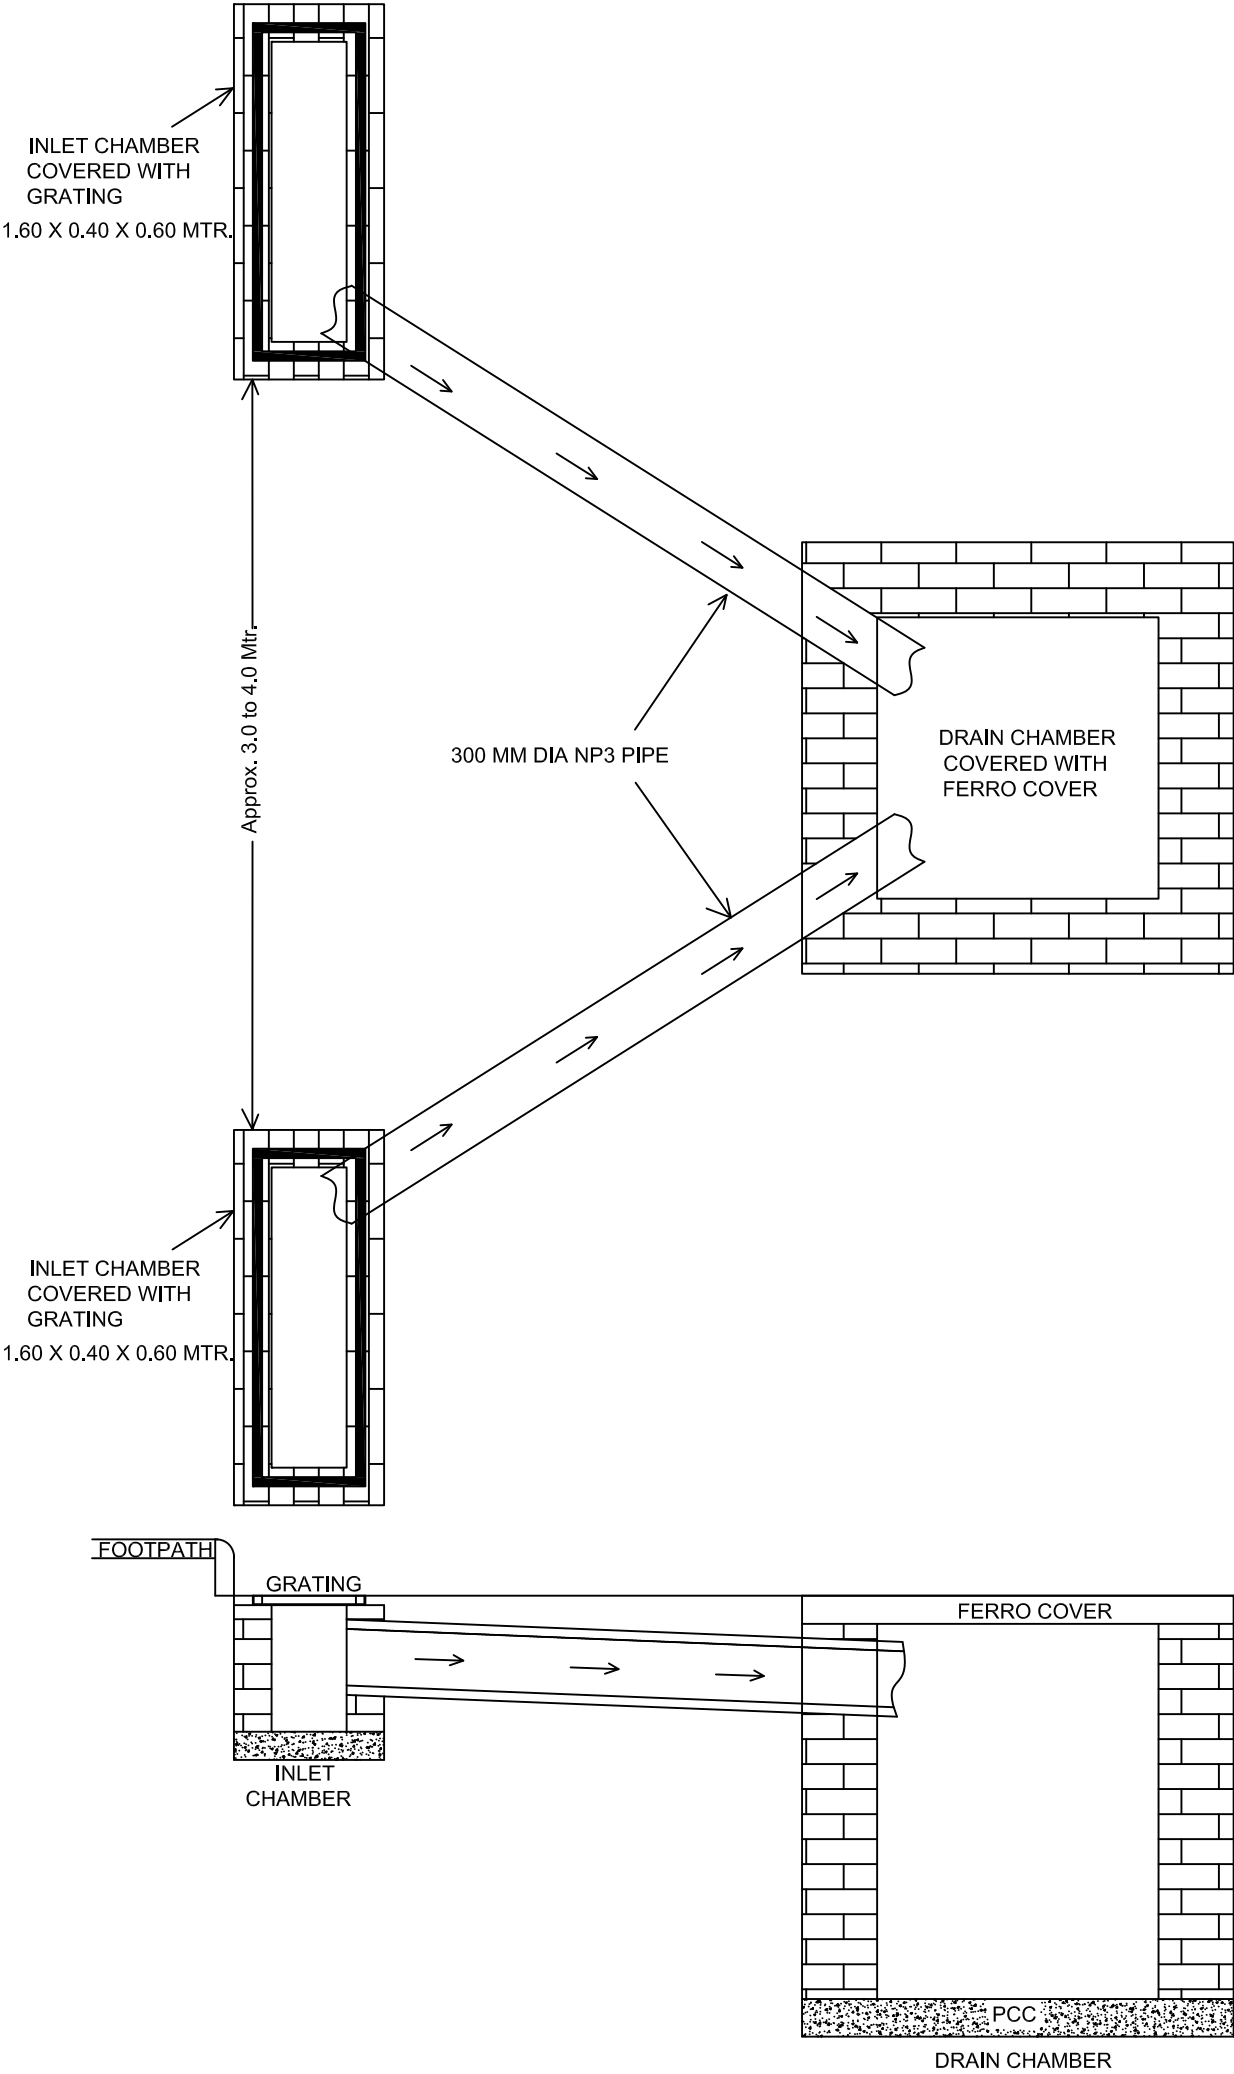 INLET CHAMBER
COVERED WITH
GRATING
1.60 X 0.40 X 0.60 MTR.
Approx. 3.0 to 4.0 Mtr.
300 MM DIA NP3 PIPE
DRAIN CHAMBER
COVERED WITH
FERRO COVER
INLET CHAMBER
COVERED WITH
GRATING
1.60 X 0.40 X 0.60 MTR.
FOOTPATH
GRATING
FERRO COVER
INLET
CHAMBER
PCC
DRAIN CHAMBER